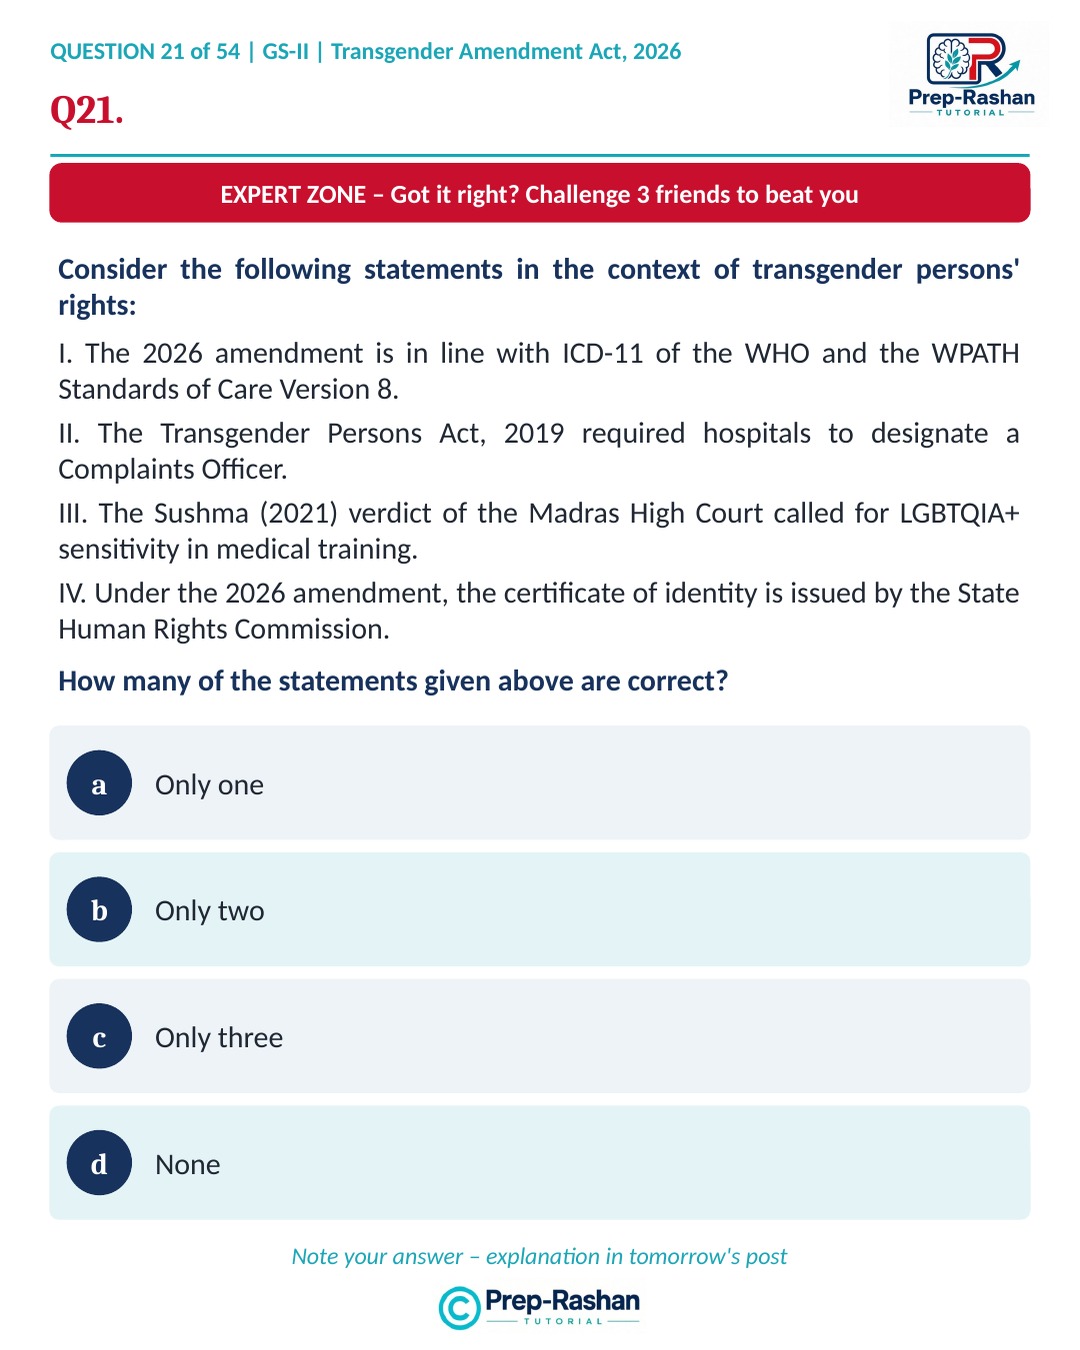 QUESTION 21 of 54 | GS-II | Transgender Amendment Act, 2026
Prep-Rashan
TUTORIAL
Q21.
EXPERT ZONE – Got it right? Challenge 3 friends to beat you
Consider the following statements in the context of transgender persons'
rights:
I. The 2026 amendment is in line with ICD-11 of the WHO and the WPATH
Standards of Care Version 8.
II. The Transgender Persons Act, 2019 required hospitals to designate a
Complaints Officer.
III. The Sushma (2021) verdict of the Madras High Court called for LGBTQIA+
sensitivity in medical training.
IV. Under the 2026 amendment, the certificate of identity is issued by the State
Human Rights Commission.
How many of the statements given above are correct?
a Only one
b Only two
c Only three
d None
Note your answer – explanation in tomorrow's post
© Prep-Rashan
TUTORIAL